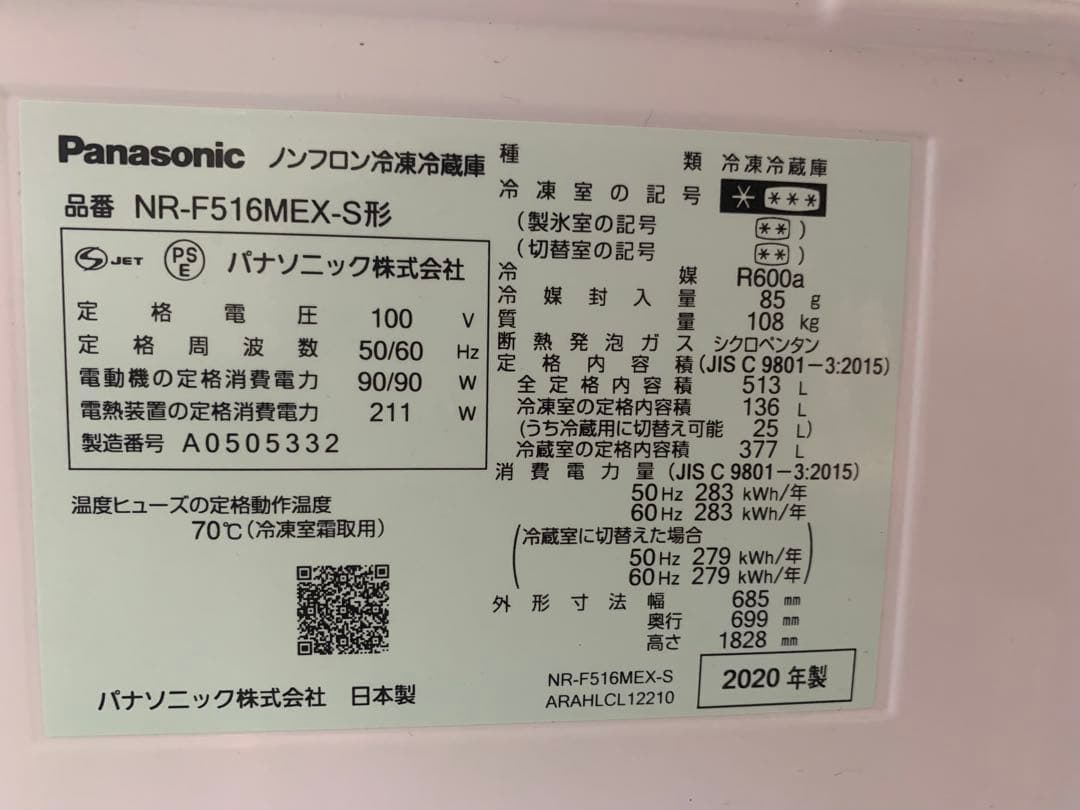 Panasonic ノンフロン冷凍冷蔵庫
品番 NR-F516MEX-S形
S JET PS E パナソニック株式会社
定格電圧 100 V
定格周波数 50/60 Hz
電動機の定格消費電力 90/90 W
電熱装置の定格消費電力 211 W
製造番号 A0505332
温度ヒューズの定格動作温度
70℃(冷凍室霜取用)
パナソニック株式会社 日本製
種類 冷凍冷蔵庫
冷凍室の記号 * ***
(製氷室の記号 ** )
(切替室の記号 ** )
冷媒 R600a
冷媒封入量 85 g
質量 108 kg
断熱発泡ガス シクロペンタン
定格内容積(JIS C 9801-3:2015)
全定格内容積 513 L
冷凍室の定格内容積 136 L
(うち冷蔵用に切替え可能 25 L)
冷蔵室の定格内容積 377 L
消費電力量(JIS C 9801-3:2015)
50Hz 283 kWh/年
60Hz 283 kWh/年
(冷蔵室に切替えた場合
50Hz 279 kWh/年
60Hz 279 kWh/年)
外形寸法幅 685 mm
奥行 699 mm
高さ 1828 mm
NR-F516MEX-S
ARAHLCL12210
2020年製